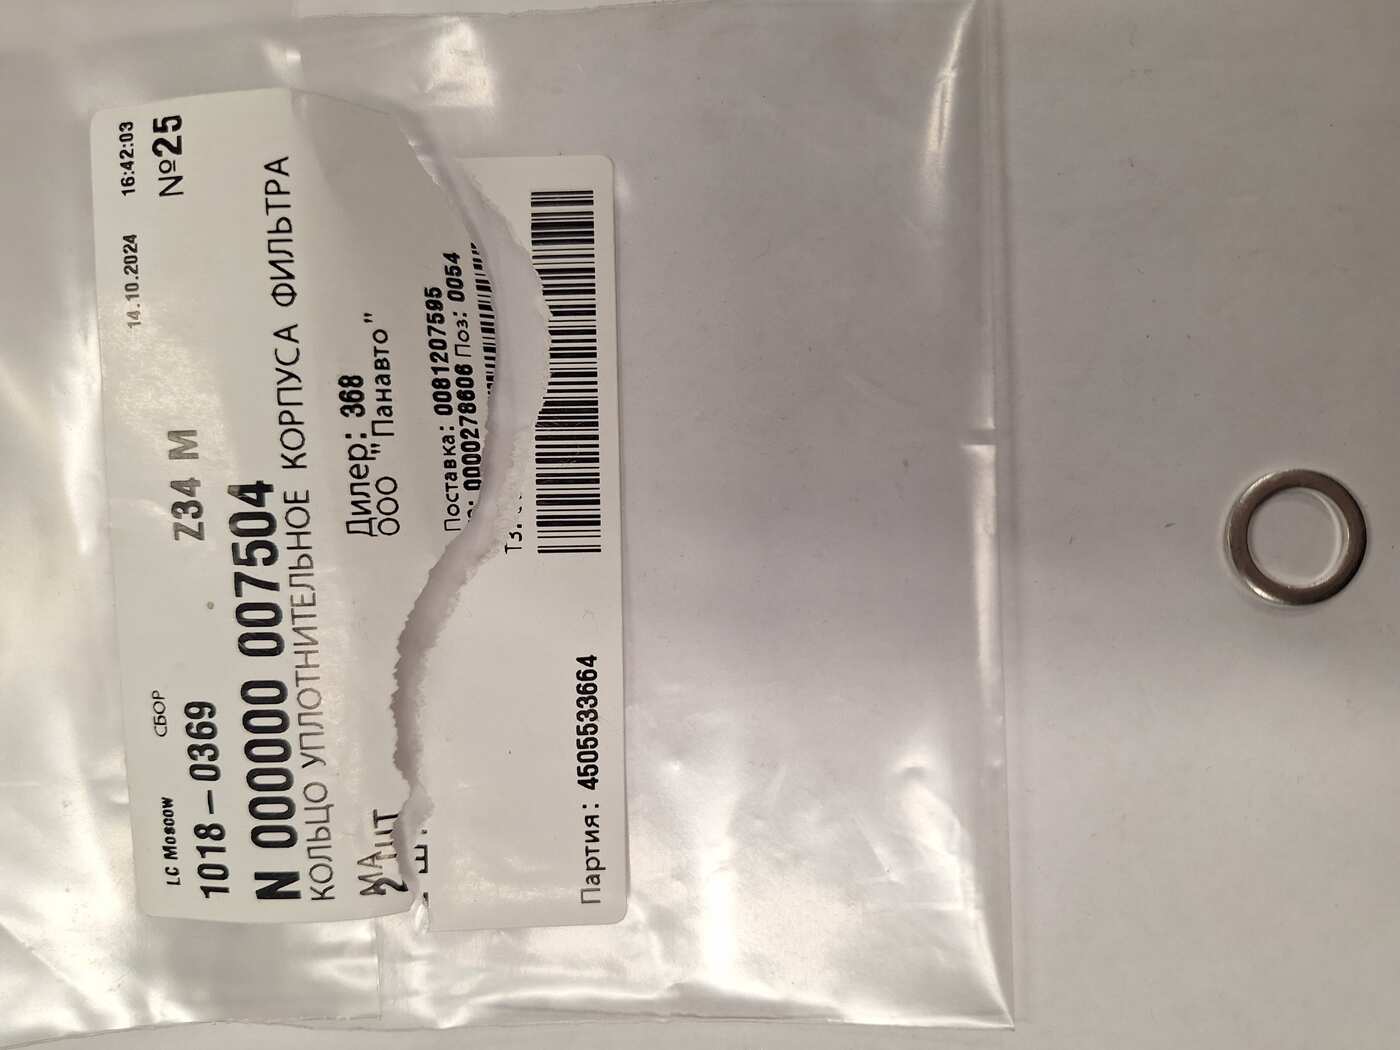 LC Moscow СБОР 14.10.2024 16:42:03
1018-0369 Z34 M №25
N 000000 007504
КОЛЬЦО УПЛОТНИТЕЛЬНОЕ КОРПУСА ФИЛЬТРА
Дилер: 368
2 ШТ ООО "Панавто"
Поставка: 0081207595
0000278606 Поз: 0054
Партия: 4505533664